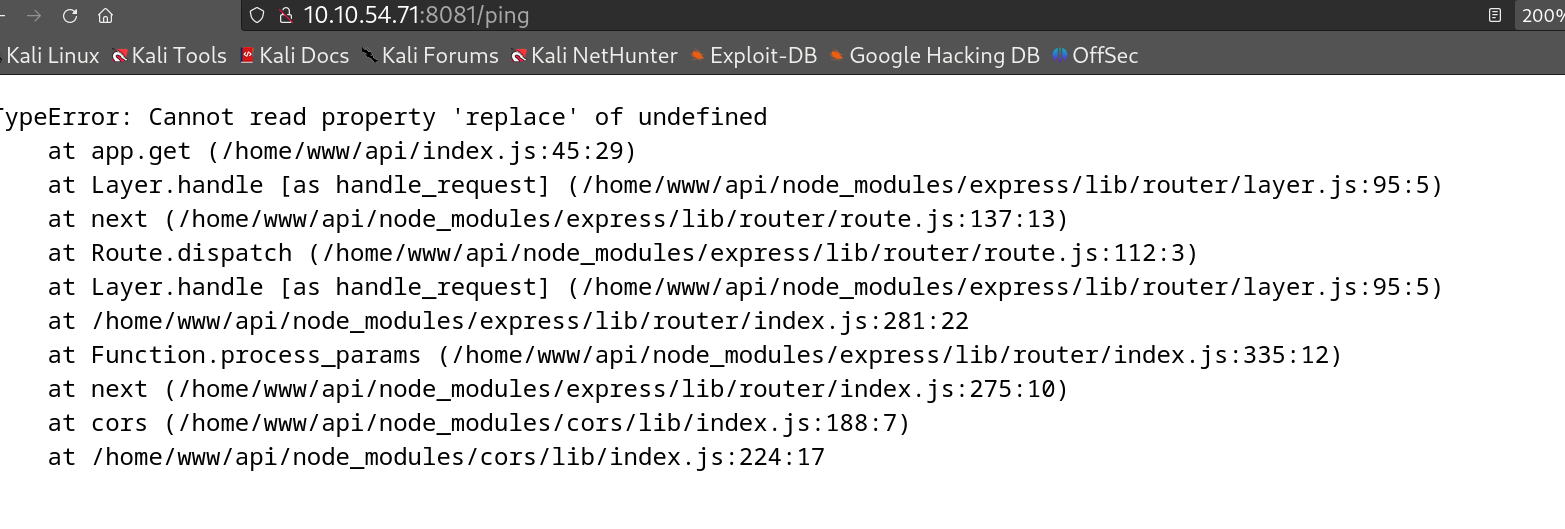 10.10.54.71:8081/ping 200%
Kali Linux Kali Tools Kali Docs Kali Forums Kali NetHunter Exploit-DB Google Hacking DB OffSec
TypeError: Cannot read property 'replace' of undefined
at app.get (/home/www/api/index.js:45:29)
at Layer.handle [as handle_request] (/home/www/api/node_modules/express/lib/router/layer.js:95:5)
at next (/home/www/api/node_modules/express/lib/router/route.js:137:13)
at Route.dispatch (/home/www/api/node_modules/express/lib/router/route.js:112:3)
at Layer.handle [as handle_request] (/home/www/api/node_modules/express/lib/router/layer.js:95:5)
at /home/www/api/node_modules/express/lib/router/index.js:281:22
at Function.process_params (/home/www/api/node_modules/express/lib/router/index.js:335:12)
at next (/home/www/api/node_modules/express/lib/router/index.js:275:10)
at cors (/home/www/api/node_modules/cors/lib/index.js:188:7)
at /home/www/api/node_modules/cors/lib/index.js:224:17